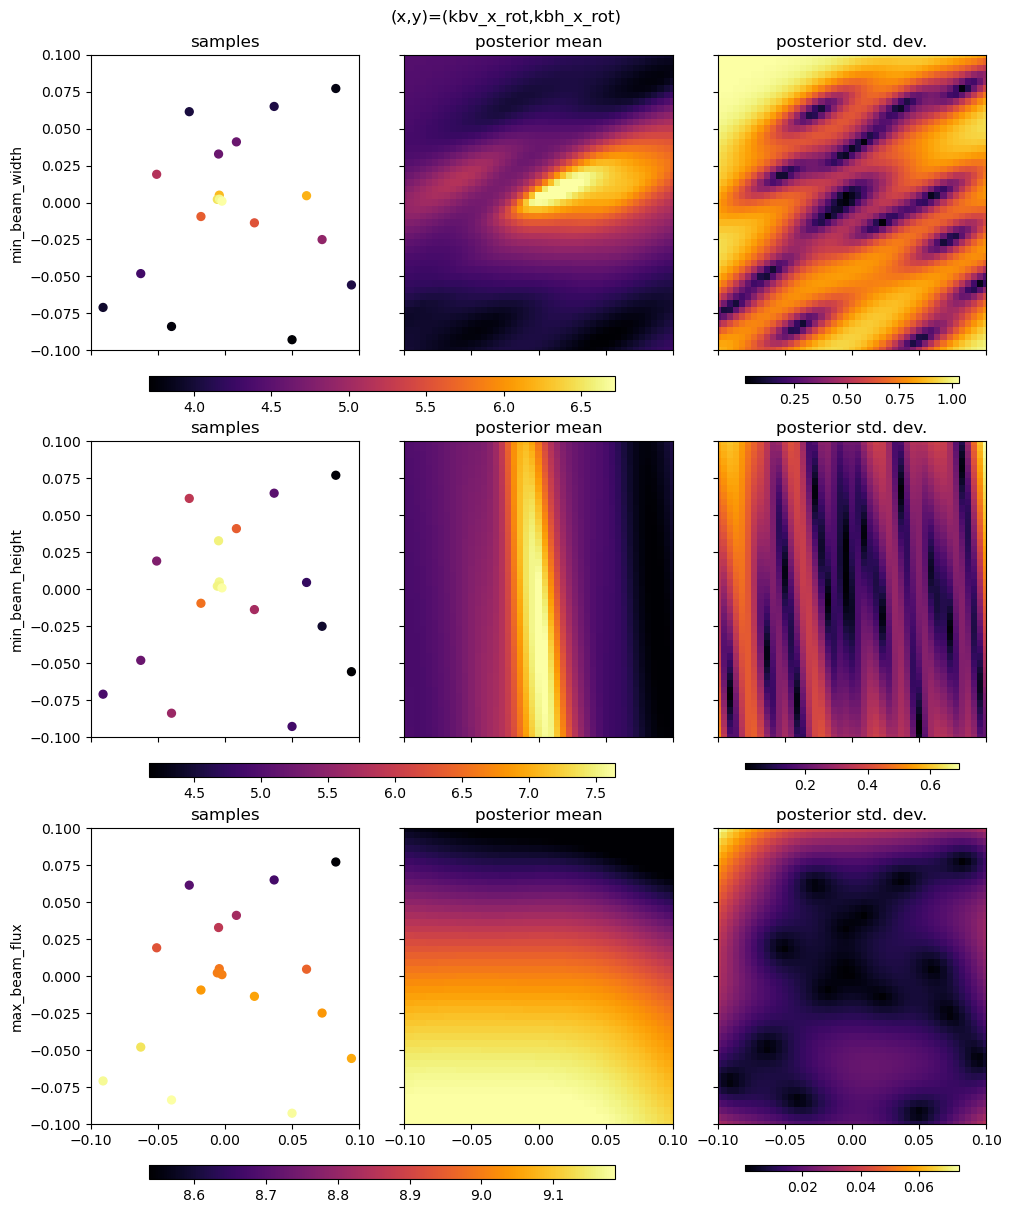 (x,y)=(kbv_x_rot,kbh_x_rot)
samples
posterior mean
posterior std. dev.
min_beam_width
0.100
0.075
0.050
0.025
0.000
−0.025
−0.050
−0.075
−0.100
4.0 4.5 5.0 5.5 6.0 6.5
0.25 0.50 0.75 1.00
samples
posterior mean
posterior std. dev.
min_beam_height
0.100
0.075
0.050
0.025
0.000
−0.025
−0.050
−0.075
−0.100
4.5 5.0 5.5 6.0 6.5 7.0 7.5
0.2 0.4 0.6
samples
posterior mean
posterior std. dev.
max_beam_flux
0.100
0.075
0.050
0.025
0.000
−0.025
−0.050
−0.075
−0.100
−0.10 −0.05 0.00 0.05 0.10
−0.10 −0.05 0.00 0.05 0.10
−0.10 −0.05 0.00 0.05 0.10
8.6 8.7 8.8 8.9 9.0 9.1
0.02 0.04 0.06